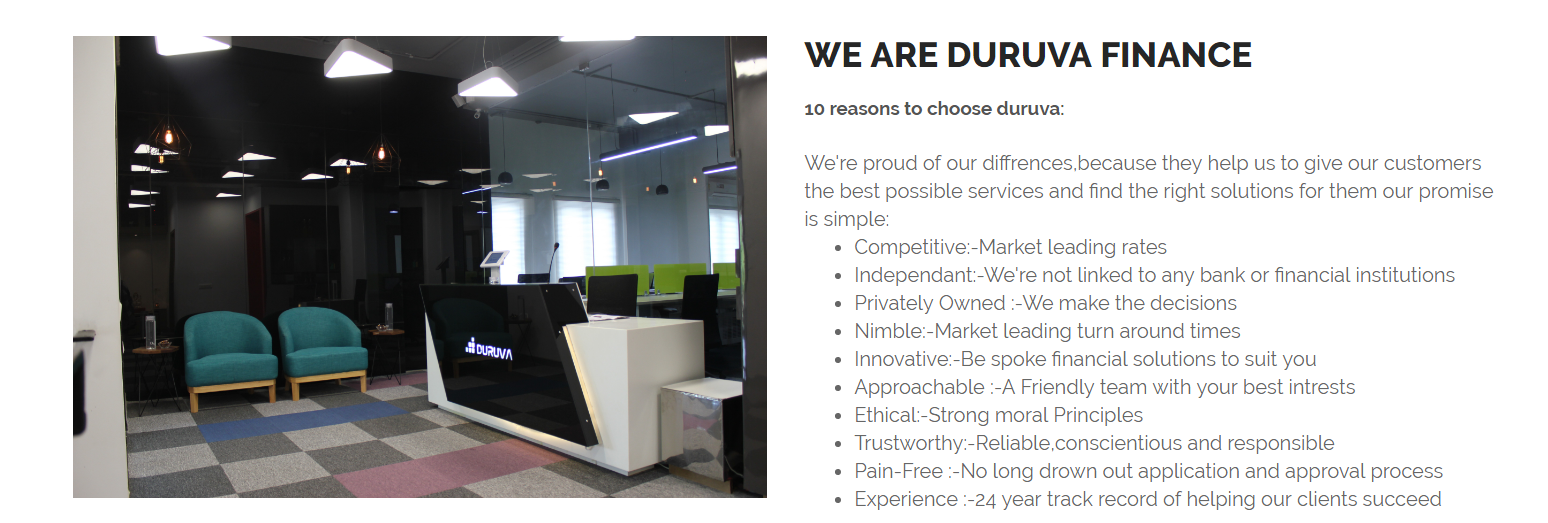 WE ARE DURUVA FINANCE
10 reasons to choose duruva:
We're proud of our diffrences,because they help us to give our customers
the best possible services and find the right solutions for them our promise
is simple:
Competitive:-Market leading rates
Independant:-We're not linked to any bank or financial institutions
Privately Owned :-We make the decisions
Nimble:-Market leading turn around times
Innovative:-Be spoke financial solutions to suit you
Approachable :-A Friendly team with your best intrests
Ethical:-Strong moral Principles
Trustworthy:-Reliable,conscientious and responsible
Pain-Free :-No long drown out application and approval process
Experience :-24 year track record of helping our clients succeed
DURUVA